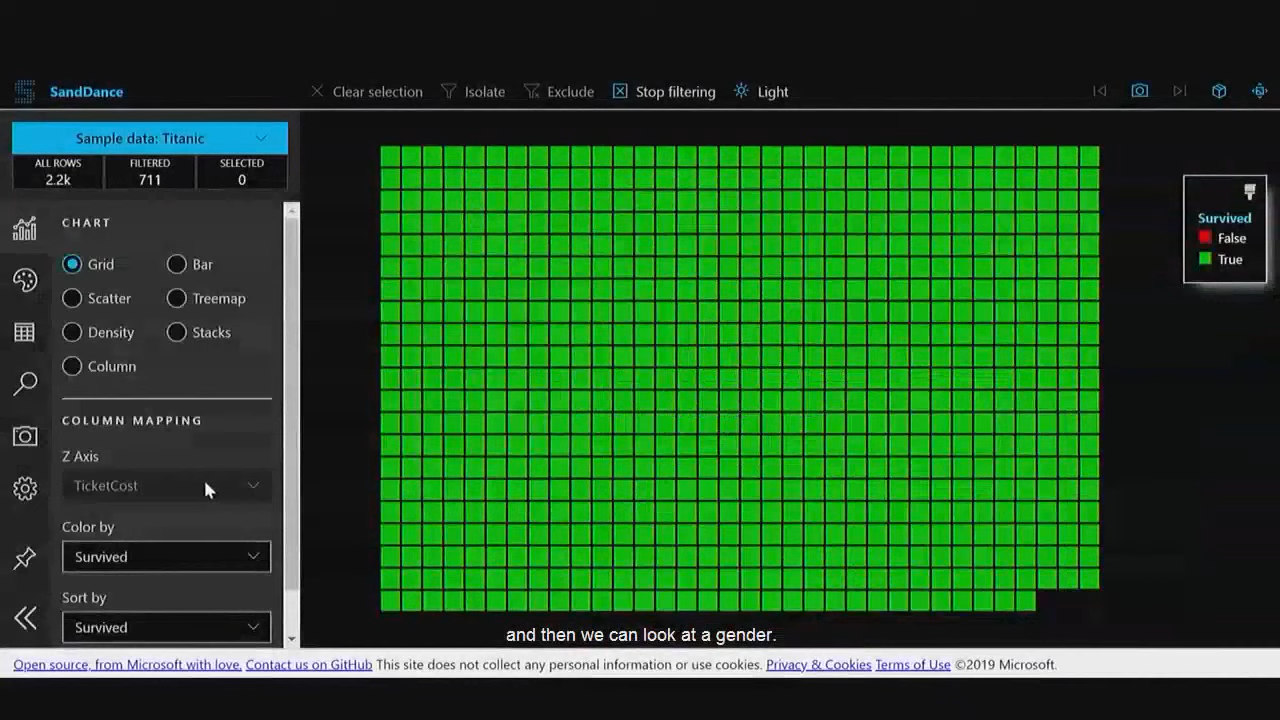 SandDance
Clear selection
Isolate
Exclude
Stop filtering
Light
Sample data: Titanic
ALL ROWS
2.2k
FILTERED
711
SELECTED
0
CHART
Grid
Bar
Scatter
Treemap
Density
Stacks
Column
COLUMN MAPPING
Z Axis
TicketCost
Color by
Survived
Sort by
Survived
Survived
False
True
and then we can look at a gender.
Open source, from Microsoft with love. Contact us on GitHub This site does not collect any personal information or use cookies. Privacy & Cookies Terms of Use ©2019 Microsoft.